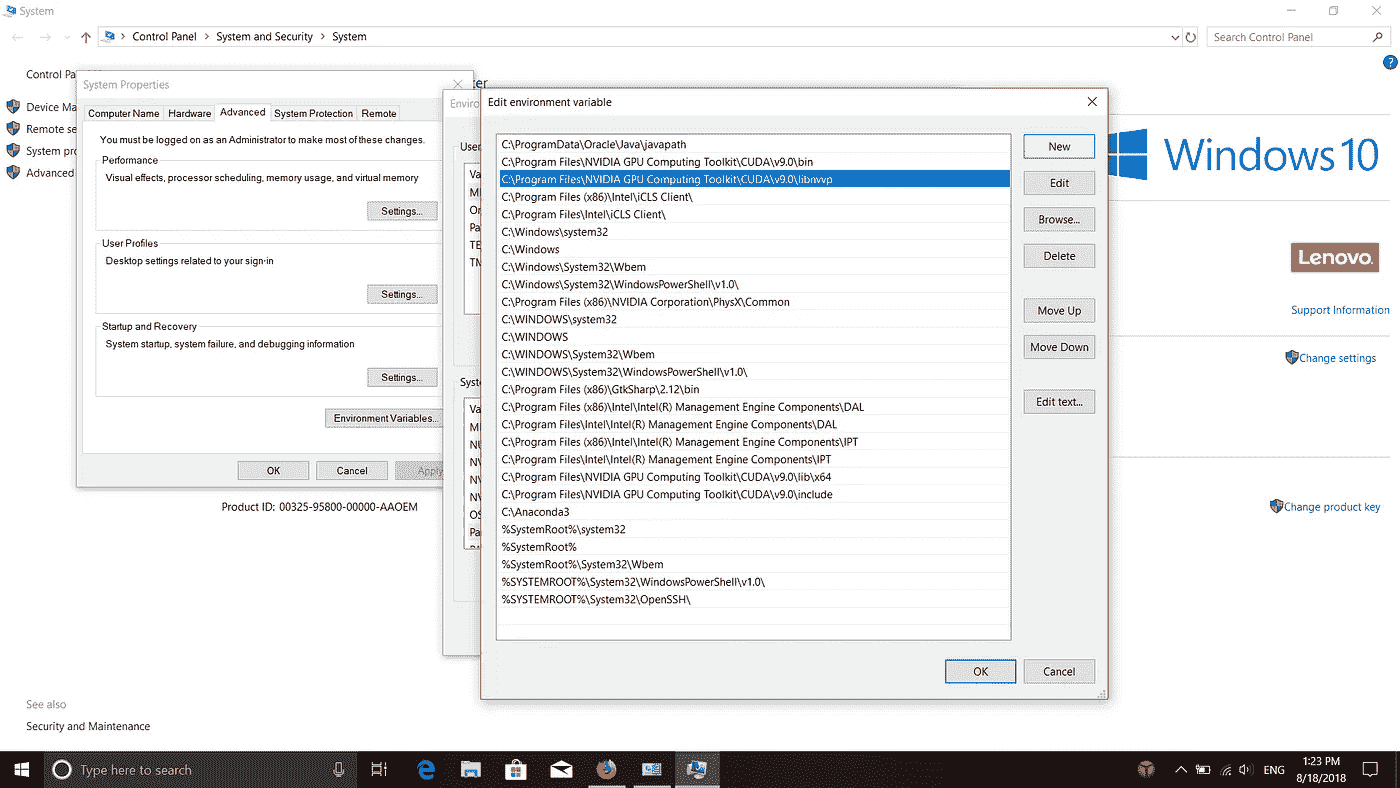 System
Control Panel > System and Security > System
Search Control Panel
Control Pa
Device Ma
Remote se
System pro
Advanced
System Properties
Computer Name Hardware Advanced System Protection Remote
You must be logged on as an Administrator to make most of these changes.
Performance
Visual effects, processor scheduling, memory usage, and virtual memory
Settings...
User Profiles
Desktop settings related to your sign-in
Settings...
Startup and Recovery
System startup, system failure, and debugging information
Settings...
Environment Variables...
OK Cancel Apply
Product ID: 00325-95800-00000-AAOEM
See also
Security and Maintenance
ter
Enviro
User
Va
Pa
TE
TM
Syste
Va
NU
NV
NV
NV
OS
Pa
Edit environment variable
C:\ProgramData\Oracle\Java\javapath
C:\Program Files\NVIDIA GPU Computing Toolkit\CUDA\v9.0\bin
C:\Program Files\NVIDIA GPU Computing Toolkit\CUDA\v9.0\libnvvp
C:\Program Files (x86)\Intel\iCLS Client\
C:\Program Files\Intel\iCLS Client\
C:\Windows\system32
C:\Windows
C:\Windows\System32\Wbem
C:\Windows\System32\WindowsPowerShell\v1.0\
C:\Program Files (x86)\NVIDIA Corporation\PhysX\Common
C:\WINDOWS\system32
C:\WINDOWS
C:\WINDOWS\System32\Wbem
C:\WINDOWS\System32\WindowsPowerShell\v1.0\
C:\Program Files (x86)\GtkSharp\2.12\bin
C:\Program Files (x86)\Intel\Intel(R) Management Engine Components\DAL
C:\Program Files\Intel\Intel(R) Management Engine Components\DAL
C:\Program Files (x86)\Intel\Intel(R) Management Engine Components\IPT
C:\Program Files\Intel\Intel(R) Management Engine Components\IPT
C:\Program Files\NVIDIA GPU Computing Toolkit\CUDA\v9.0\lib\x64
C:\Program Files\NVIDIA GPU Computing Toolkit\CUDA\v9.0\include
C:\Anaconda3
%SystemRoot%\system32
%SystemRoot%
%SystemRoot%\System32\Wbem
%SYSTEMROOT%\System32\WindowsPowerShell\v1.0\
%SYSTEMROOT%\System32\OpenSSH\
New
Edit
Browse...
Delete
Move Up
Move Down
Edit text...
OK Cancel
Windows 10
Lenovo.
Support Information
Change settings
Change product key
Type here to search
ENG
1:23 PM
8/18/2018